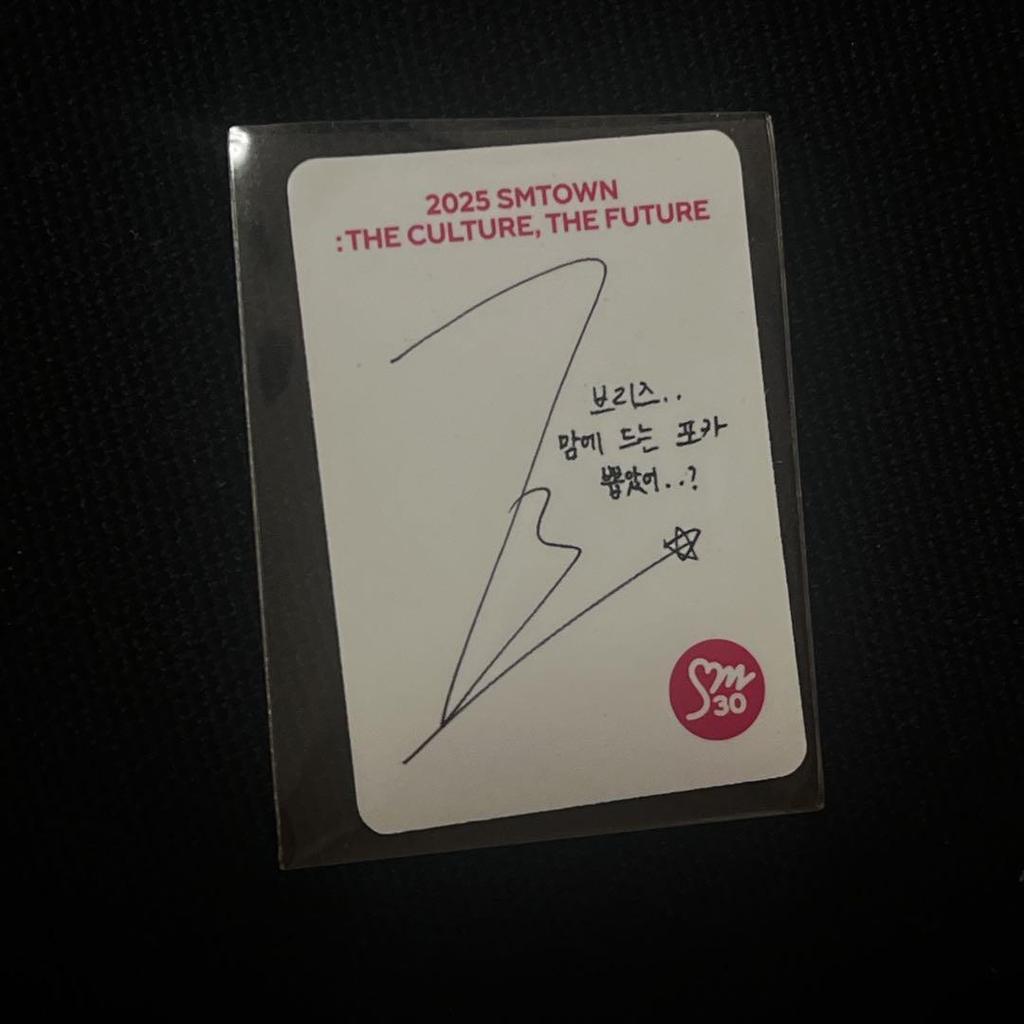 2025 SMTOWN
: THE CULTURE, THE FUTURE
브리즈..
맘에 드는 포카
뽑았어..?
Sm
30